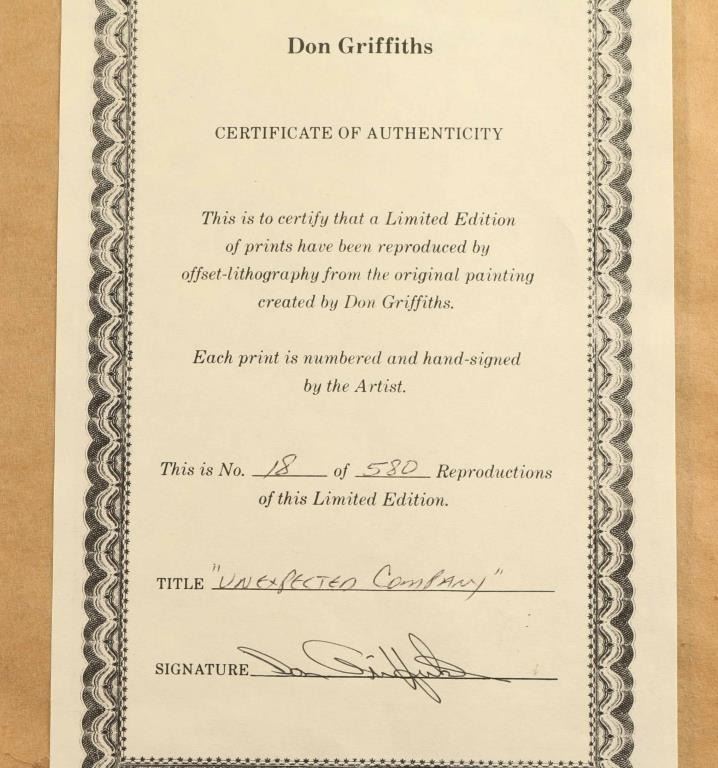 Don Griffiths
CERTIFICATE OF AUTHENTICITY
This is to certify that a Limited Edition
of prints have been reproduced by
offset-lithography from the original painting
created by Don Griffiths.
Each print is numbered and hand-signed
by the Artist.
This is No. 18 of 580 Reproductions
of this Limited Edition.
TITLE "UNEXPECTED COMPANY"
SIGNATURE Don Griffiths